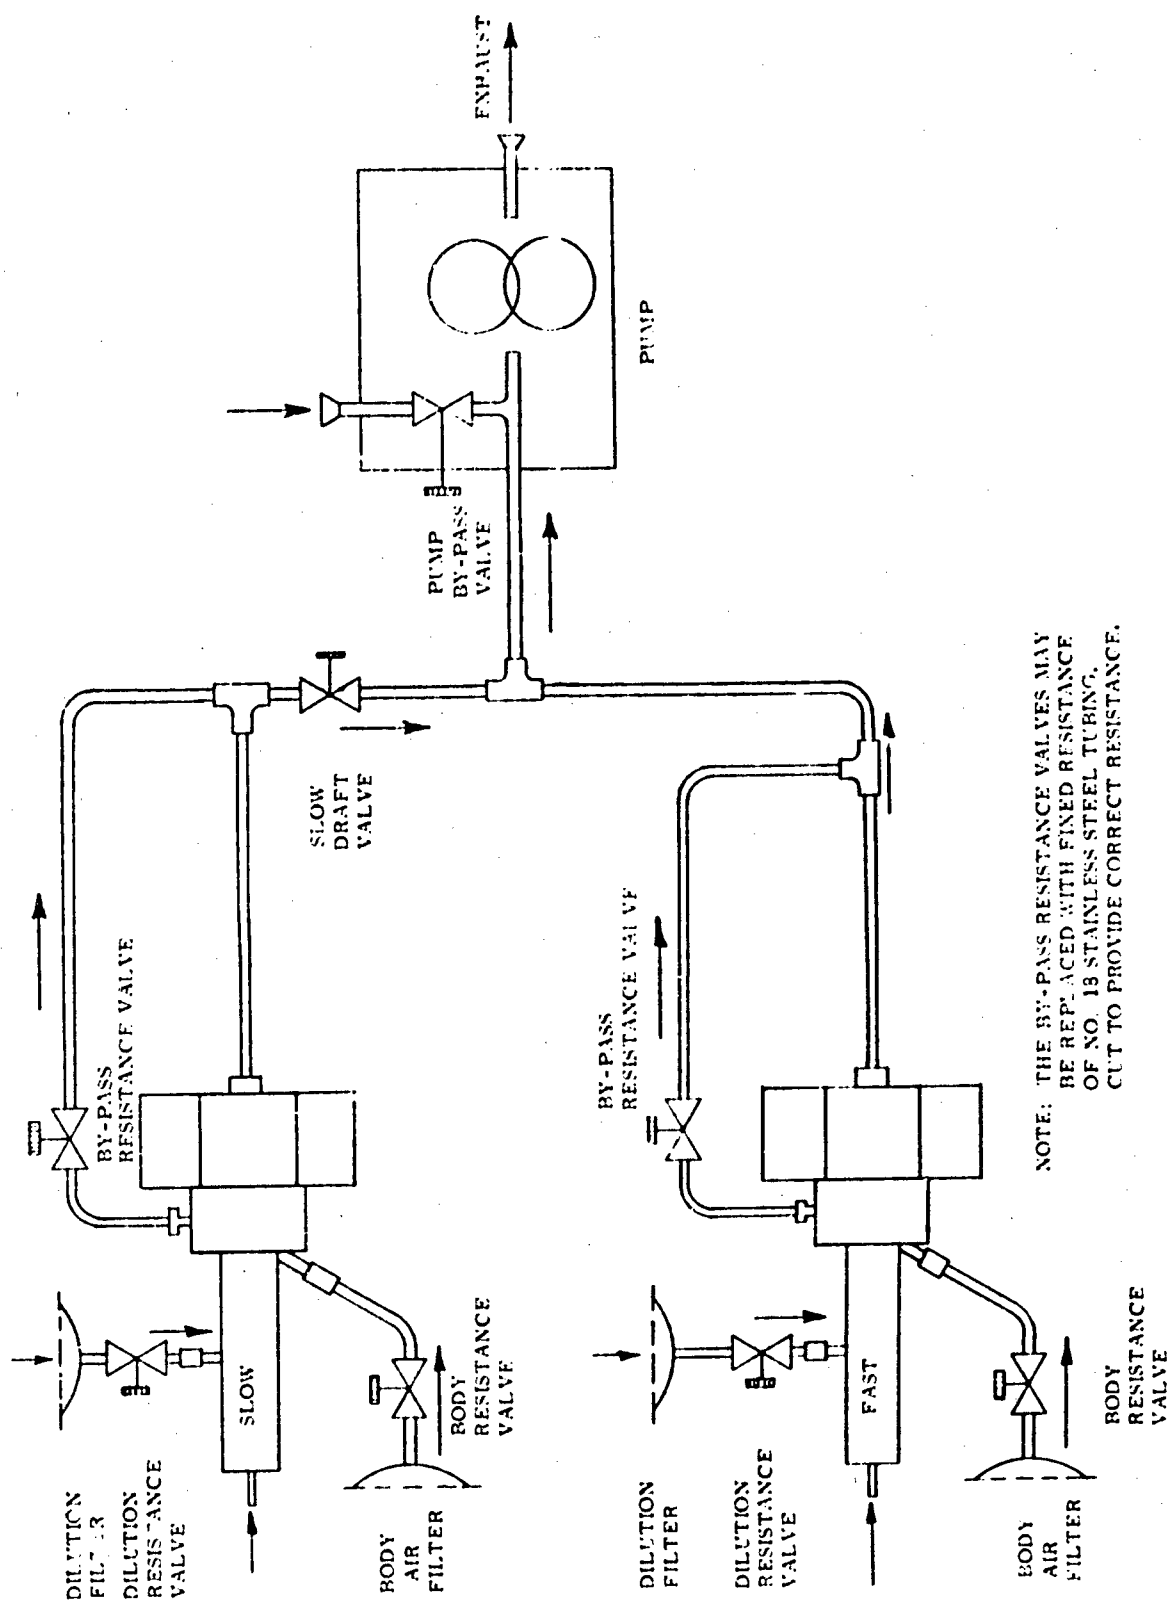 EXHAUST
PUMP
PUMP
BY-PASS
VALVE
SLOW
DRAFT
VALVE
BY-PASS
RESISTANCE VALVE
BY-PASS
RESISTANCE VALVE
SLOW
FAST
DILUTION
DILUTION
RESISTANCE
VALVE
BODY
AIR
FILTER
BODY
RESISTANCE
VALVE
DILUTION
FILTER
DILUTION
RESISTANCE
VALVE
BODY
AIR
FILTER
BODY
RESISTANCE
VALVE
NOTE: THE BY-PASS RESISTANCE VALVES MAY
BE REPLACED WITH FIXED RESISTANCE
OF NO. 18 STAINLESS STEEL TUBING,
CUT TO PROVIDE CORRECT RESISTANCE.